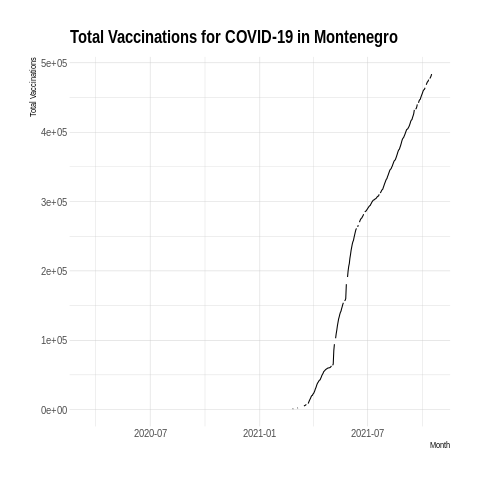 Total Vaccinations for COVID-19 in Montenegro
Total Vaccinations
5e+05
4e+05
3e+05
2e+05
1e+05
0e+00
2020-07 2021-01 2021-07
Month